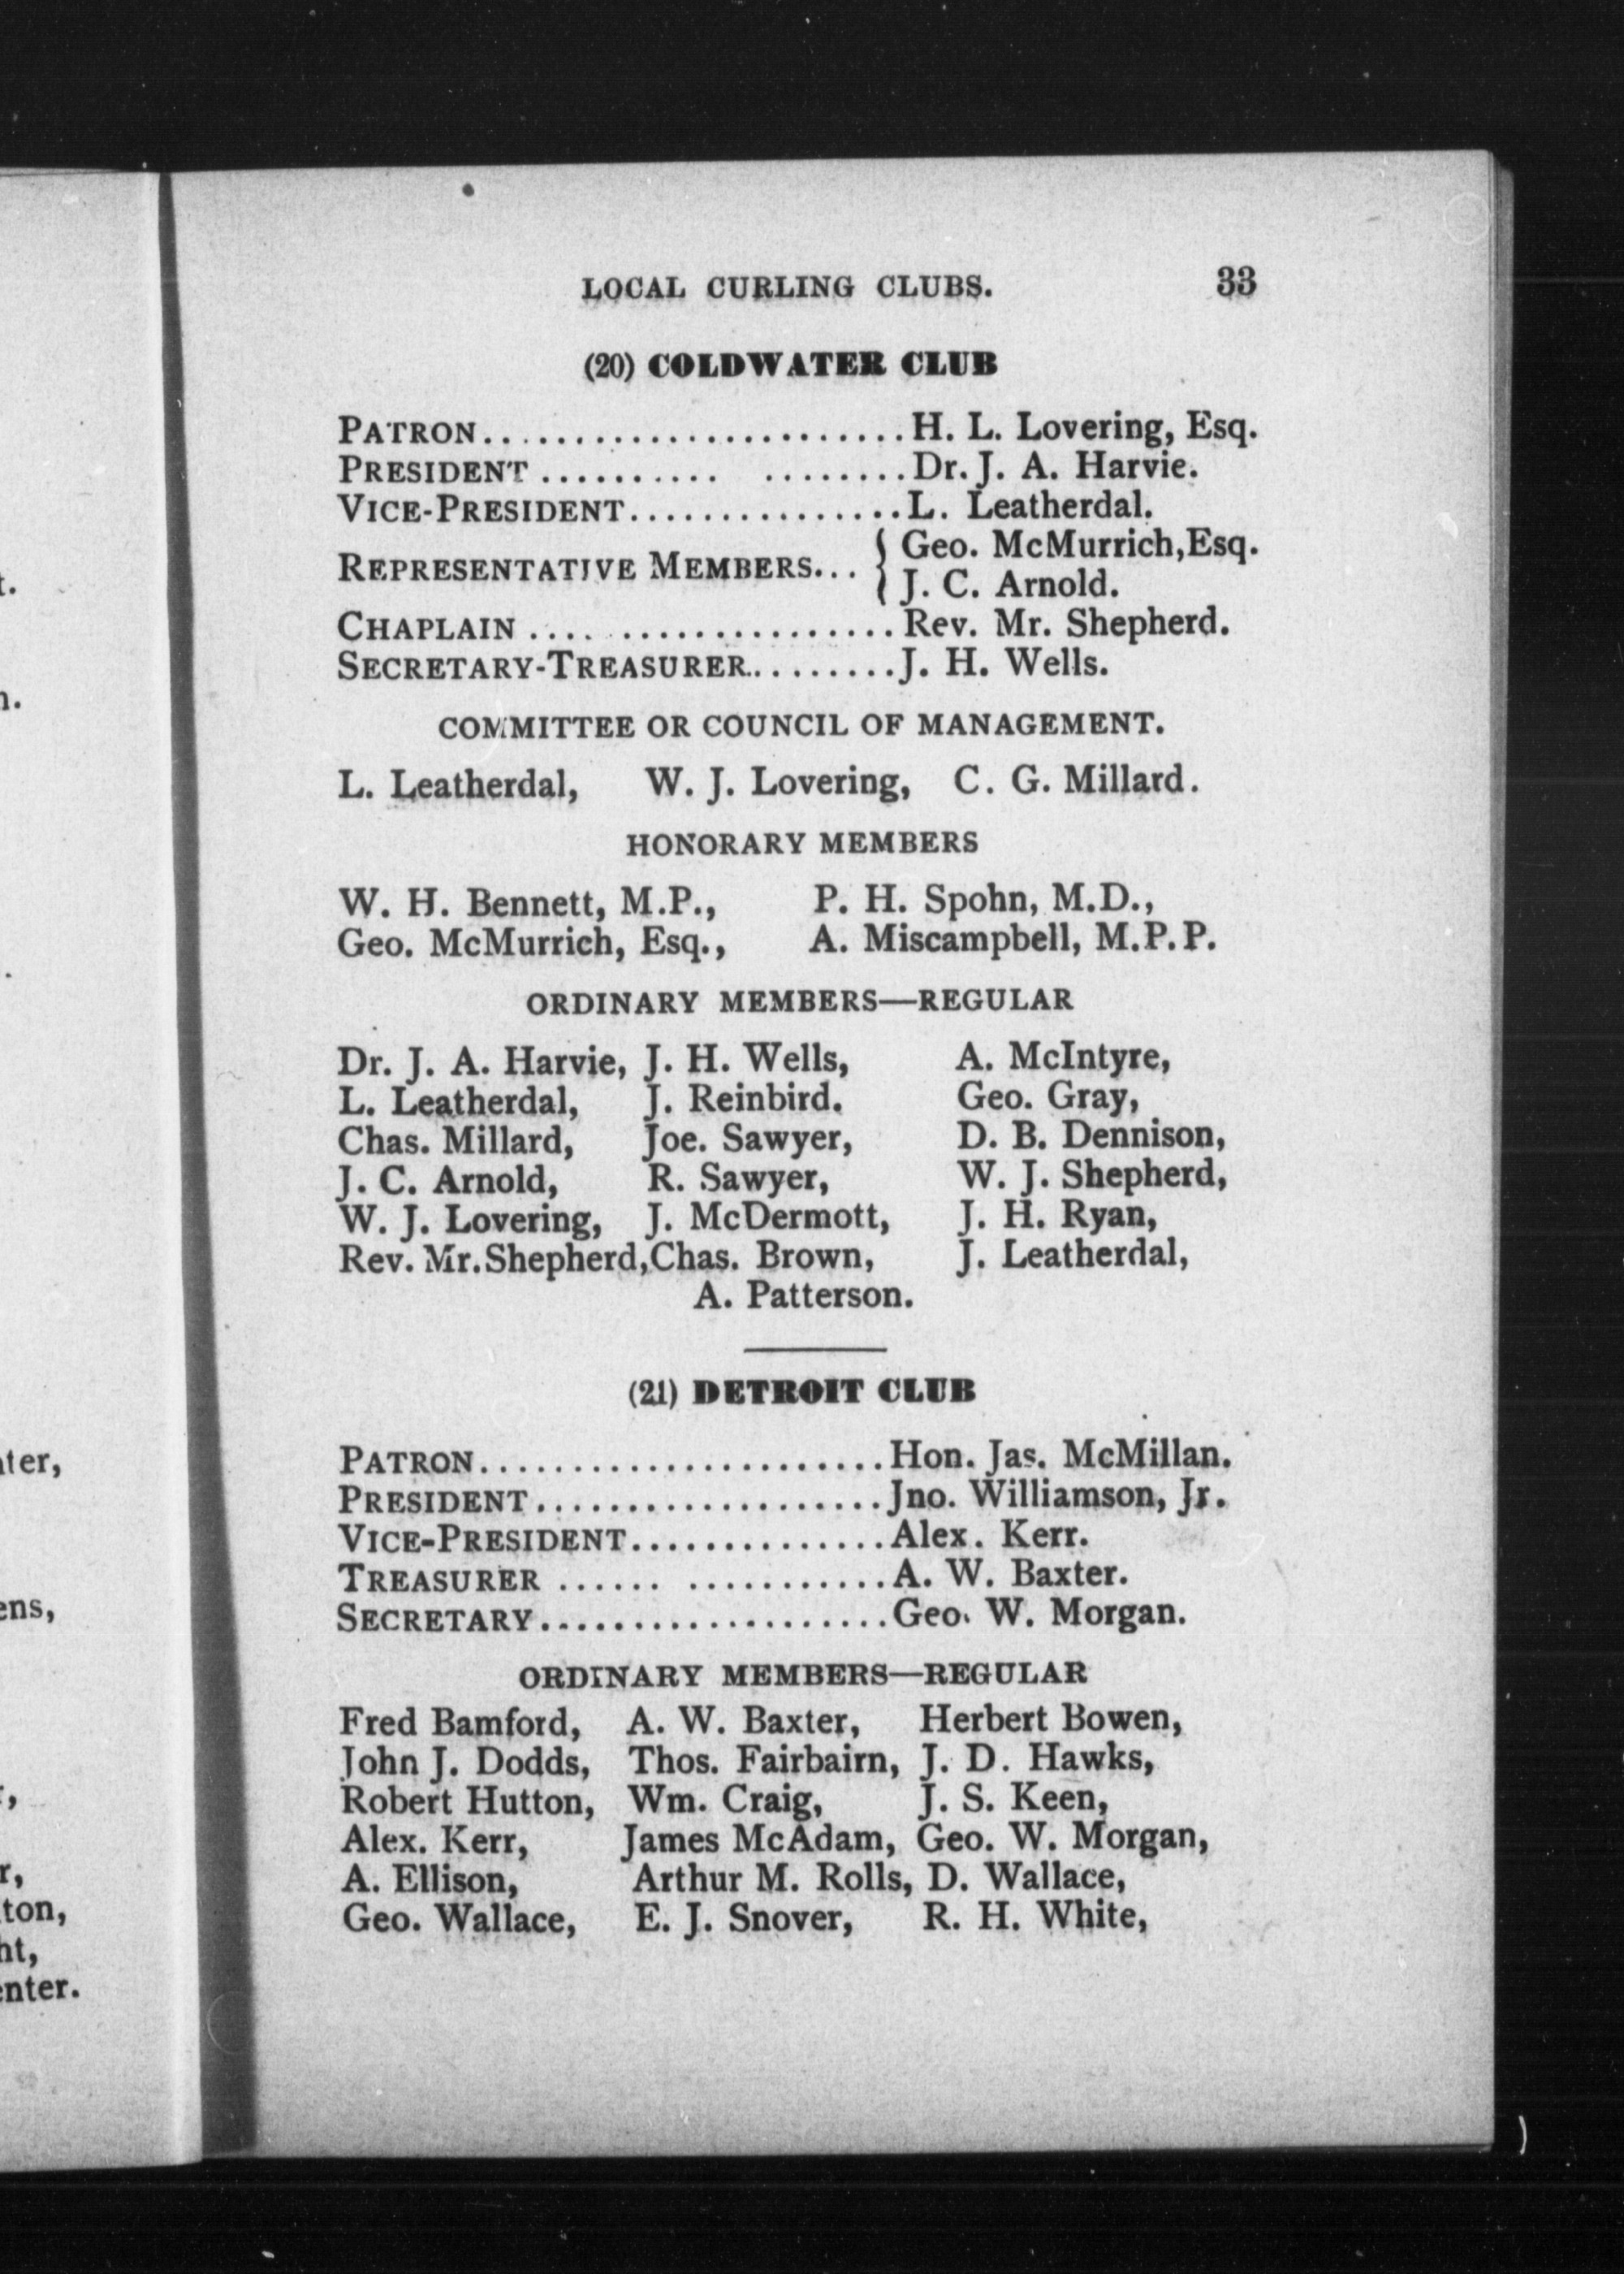 LOCAL CURLING CLUBS. 33
(20) COLDWATER CLUB
PATRON........................H. L. Lovering, Esq.
PRESIDENT .......... ........Dr. J. A. Harvie.
VICE-PRESIDENT...............L. Leatherdal.
REPRESENTATIVE MEMBERS... { Geo. McMurrich,Esq.
J. C. Arnold.
CHAPLAIN .... ...............Rev. Mr. Shepherd.
SECRETARY-TREASURER.........J. H. Wells.
COMMITTEE OR COUNCIL OF MANAGEMENT.
L. Leatherdal, W. J. Lovering, C. G. Millard.
HONORARY MEMBERS
W. H. Bennett, M.P., P. H. Spohn, M.D.,
Geo. McMurrich, Esq., A. Miscampbell, M.P.P.
ORDINARY MEMBERS—REGULAR
Dr. J. A. Harvie, J. H. Wells, A. McIntyre,
L. Leatherdal, J. Reinbird. Geo. Gray,
Chas. Millard, Joe. Sawyer, D. B. Dennison,
J. C. Arnold, R. Sawyer, W. J. Shepherd,
W. J. Lovering, J. McDermott, J. H. Ryan,
Rev. Mr.Shepherd,Chas. Brown, J. Leatherdal,
A. Patterson.
(21) DETROIT CLUB
PATRON.......................Hon. Jas. McMillan.
PRESIDENT...................Jno. Williamson, Jr.
VICE-PRESIDENT..............Alex. Kerr.
TREASURER ...... ...........A. W. Baxter.
SECRETARY...................Geo. W. Morgan.
ORDINARY MEMBERS—REGULAR
Fred Bamford, A. W. Baxter, Herbert Bowen,
John J. Dodds, Thos. Fairbairn, J. D. Hawks,
Robert Hutton, Wm. Craig, J. S. Keen,
Alex. Kerr, James McAdam, Geo. W. Morgan,
A. Ellison, Arthur M. Rolls, D. Wallace,
Geo. Wallace, E. J. Snover, R. H. White,